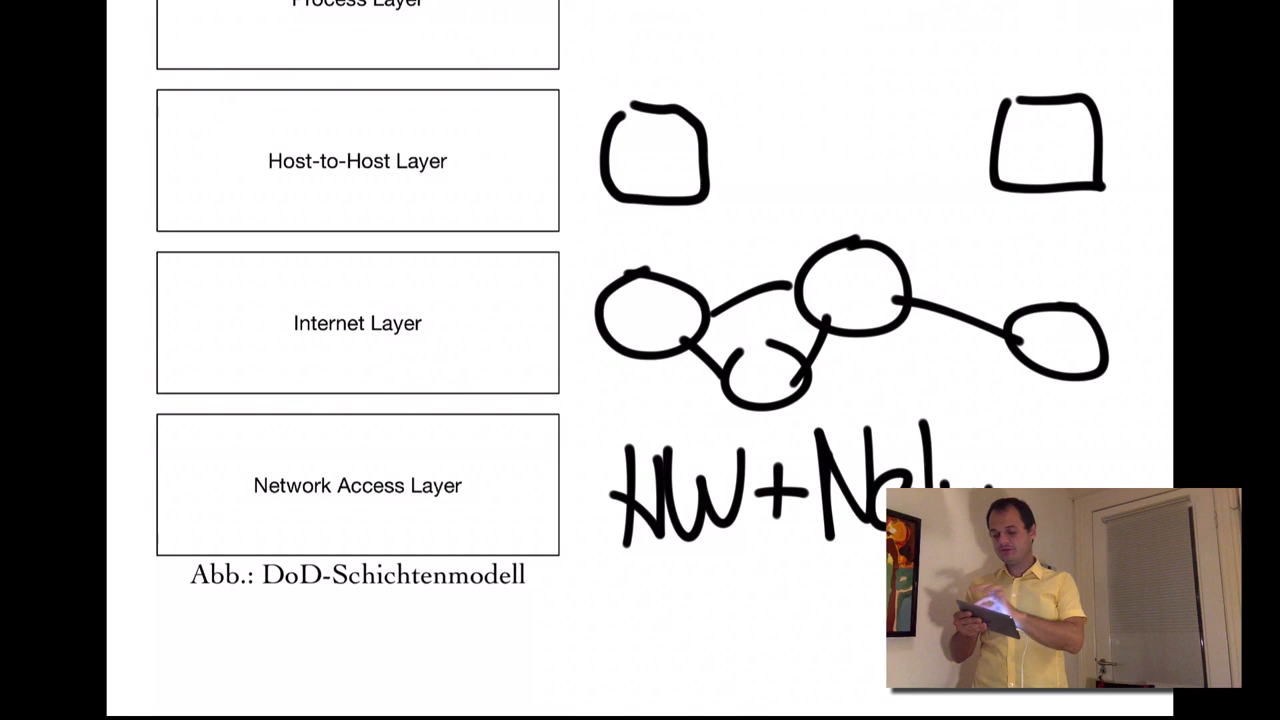 Process Layer
Host-to-Host Layer
Internet Layer
Network Access Layer
HW +
Abb.: DoD-Schichtenmodell